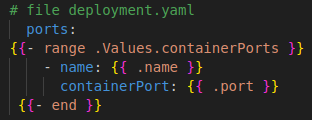 # file deployment.yaml
ports:
{{- range .Values.containerPorts }}
- name: {{ .name }}
containerPort: {{ .port }}
{{- end }}